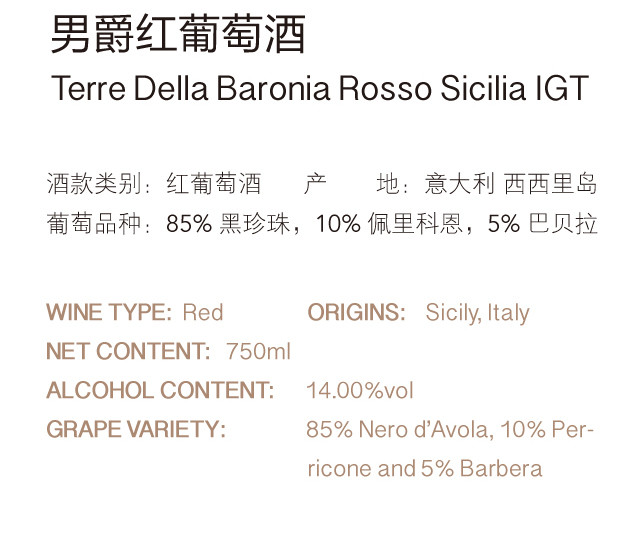 男爵红葡萄酒
Terre Della Baronia Rosso Sicilia IGT
酒款类别：红葡萄酒 产 地：意大利 西西里岛
葡萄品种：85% 黑珍珠，10% 佩里科恩，5% 巴贝拉
WINE TYPE: Red ORIGINS: Sicily, Italy
NET CONTENT: 750ml
ALCOHOL CONTENT: 14.00%vol
GRAPE VARIETY: 85% Nero d’Avola, 10% Per-
ricone and 5% Barbera